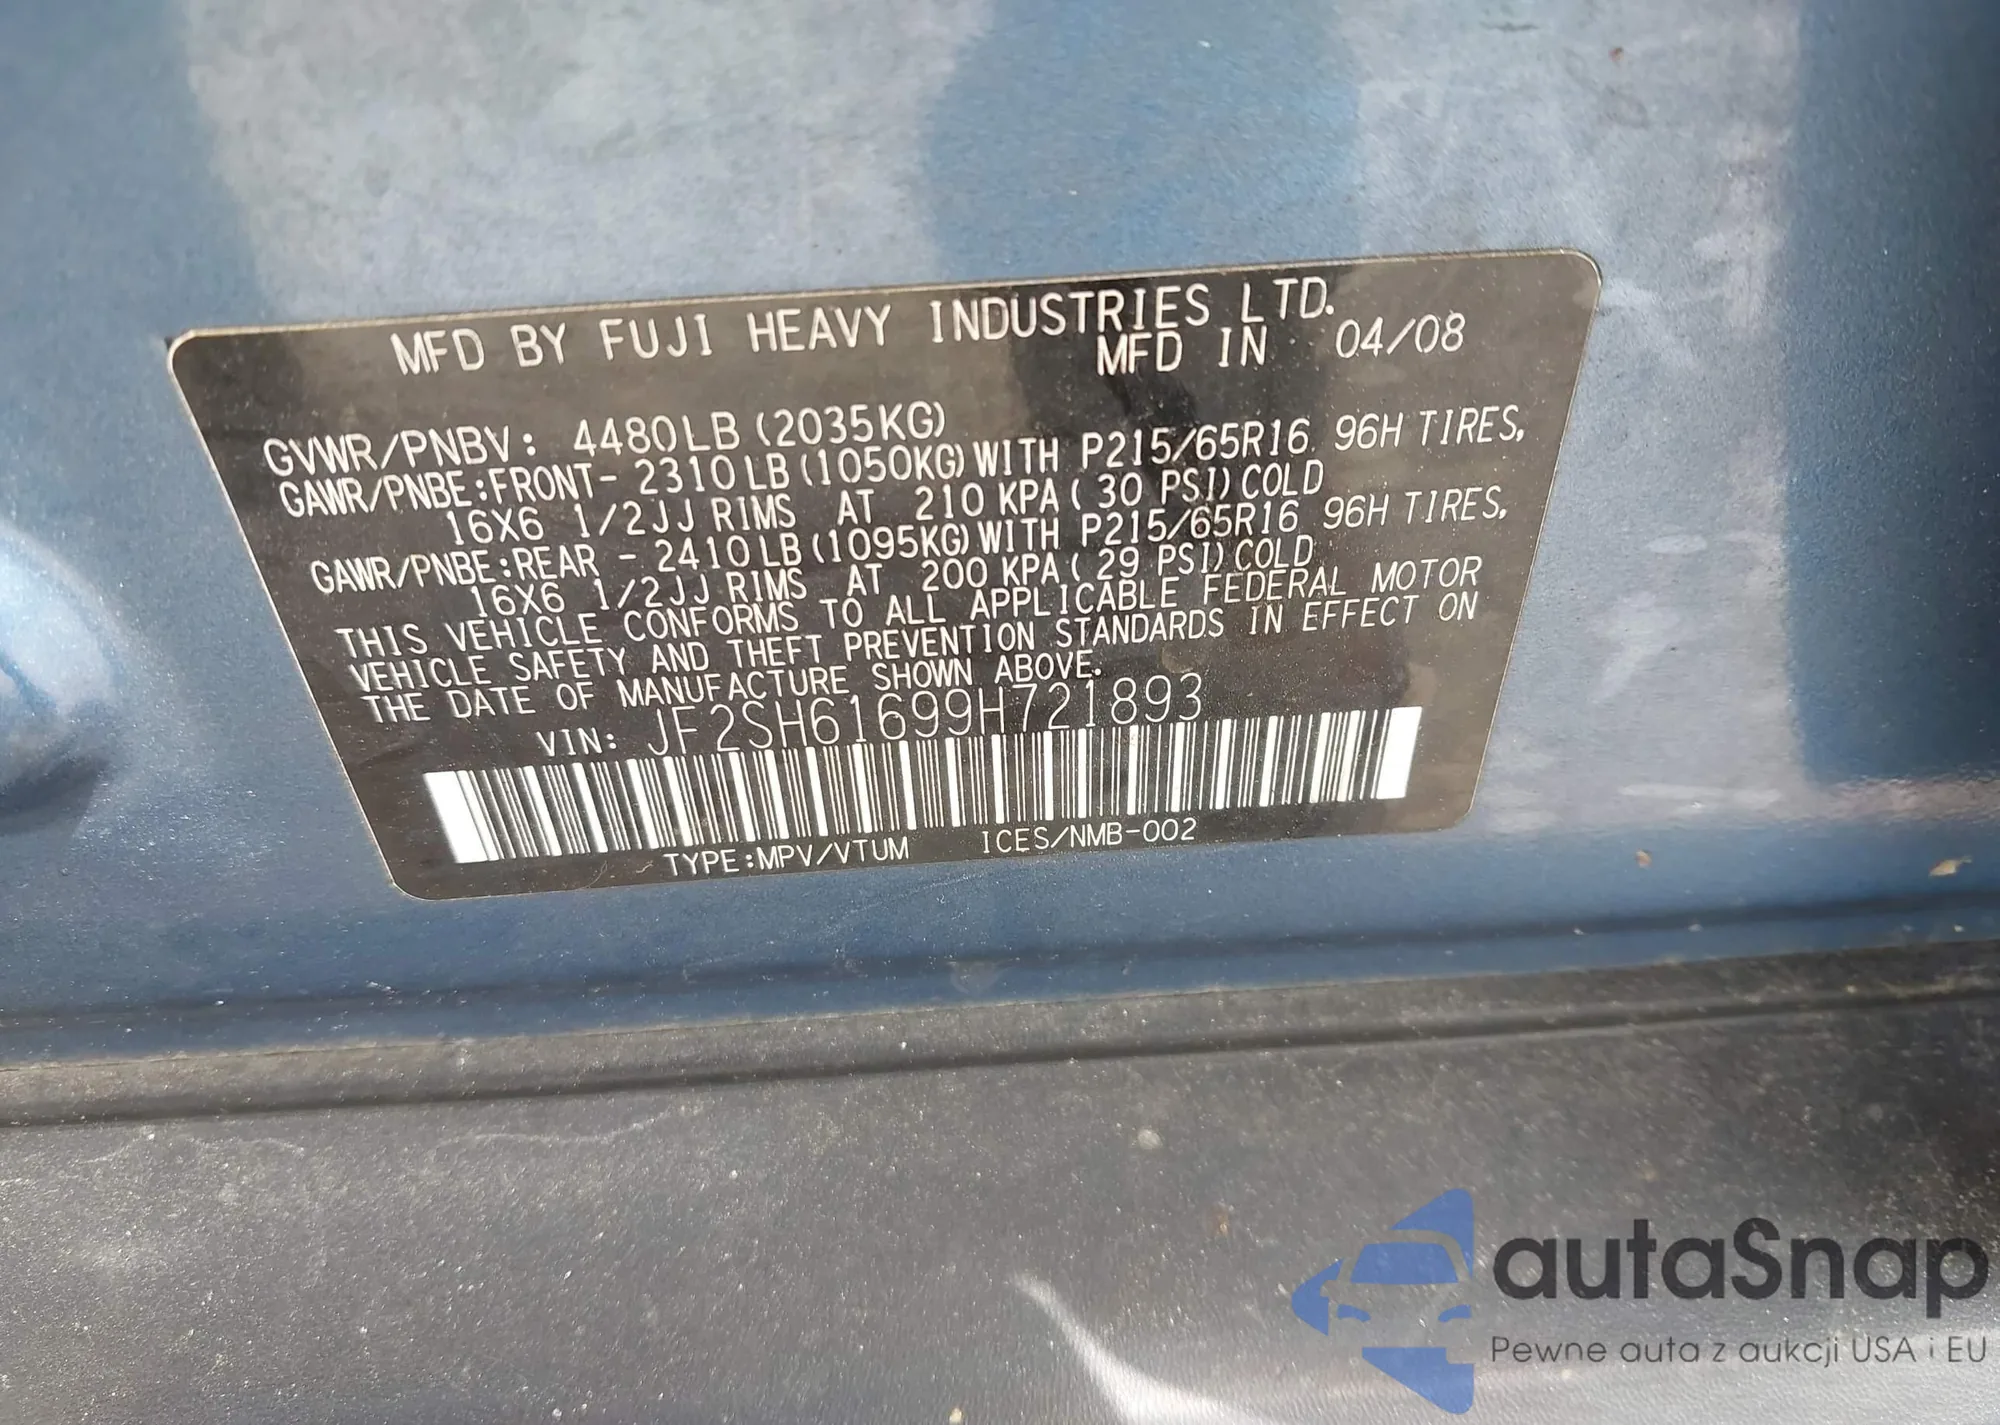 MFD BY FUJI HEAVY INDUSTRIES LTD.
MFD IN 04/08
GVWR/PNBV: 4480LB (2035KG)
GAWR/PNBE:FRONT- 2310LB (1050KG) WITH P215/65R16 96H TIRES,
16X6 1/2JJ RIMS AT 210 KPA ( 30 PSI) COLD
GAWR/PNBE:REAR - 2410LB (1095KG) WITH P215/65R16 96H TIRES,
16X6 1/2JJ RIMS AT 200 KPA ( 29 PSI) COLD
THIS VEHICLE CONFORMS TO ALL APPLICABLE FEDERAL MOTOR
VEHICLE SAFETY AND THEFT PREVENTION STANDARDS IN EFFECT ON
THE DATE OF MANUFACTURE SHOWN ABOVE.
VIN: JF2SH61699H721893
TYPE:MPV/VTUM ICES/NMB-002
autaSnap
Pewne auta z aukcji USA i EU